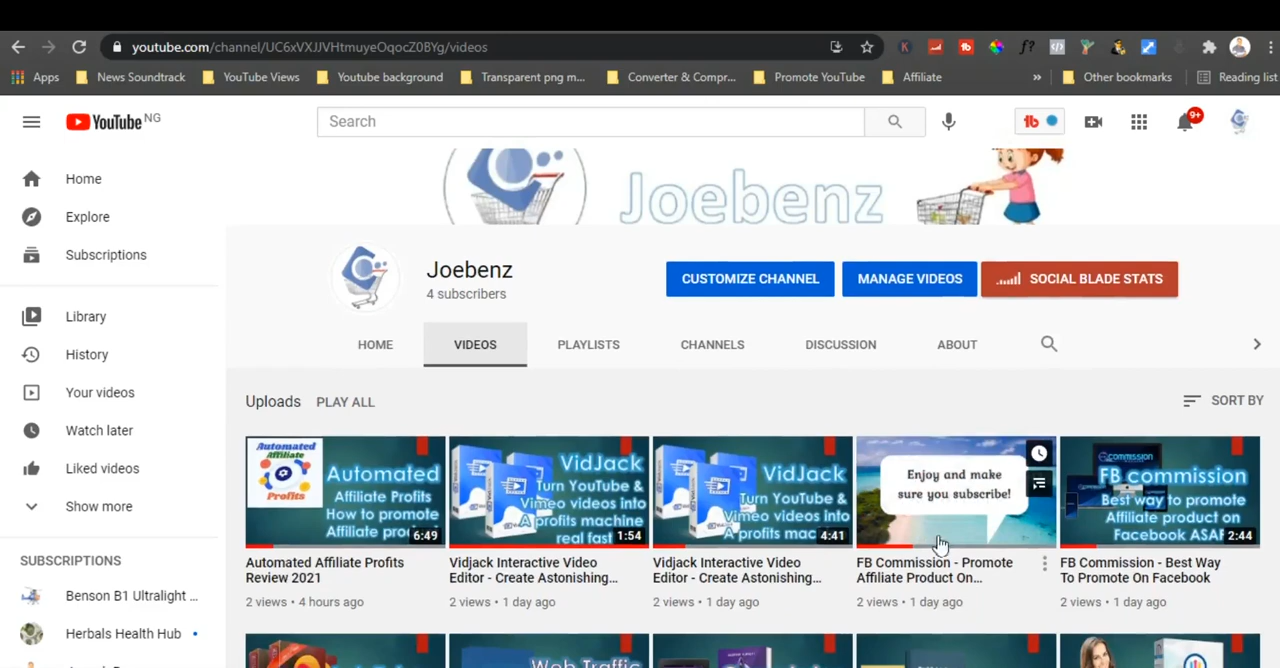 youtube.com/channel/UC6xVXJJVHtmuyeOqocZ0BYg/videos
Apps News Soundtrack YouTube Views Youtube background Transparent png m... Converter & Compr... Promote YouTube Affiliate » Other bookmarks Reading list
YouTube NG
Search
9+
Home
Explore
Subscriptions
Library
History
Your videos
Watch later
Liked videos
Show more
SUBSCRIPTIONS
Benson B1 Ultralight ...
Herbals Health Hub
Joebenz
Joebenz
4 subscribers
CUSTOMIZE CHANNEL
MANAGE VIDEOS
SOCIAL BLADE STATS
HOME VIDEOS PLAYLISTS CHANNELS DISCUSSION ABOUT
Uploads PLAY ALL SORT BY
Automated
Affiliate
Profits
Automated
Affiliate Profits
How to promote
Affiliate pro
6:49
Automated Affiliate Profits
Review 2021
2 views • 4 hours ago
VidJack
Turn YouTube &
Vimeo videos into
A profits machine
real fast
1:54
Vidjack Interactive Video
Editor - Create Astonishing...
2 views • 1 day ago
VidJack
Turn YouTube &
Vimeo videos into
A profits mac
4:41
Vidjack Interactive Video
Editor - Create Astonishing...
2 views • 1 day ago
Enjoy and make
sure you subscribe!
FB Commission - Promote
Affiliate Product On...
2 views • 1 day ago
commission
FB commission
Best way to promote
Affiliate product on
Facebook ASAP
2:44
FB Commission - Best Way
To Promote On Facebook
2 views • 1 day ago
Web Traffic